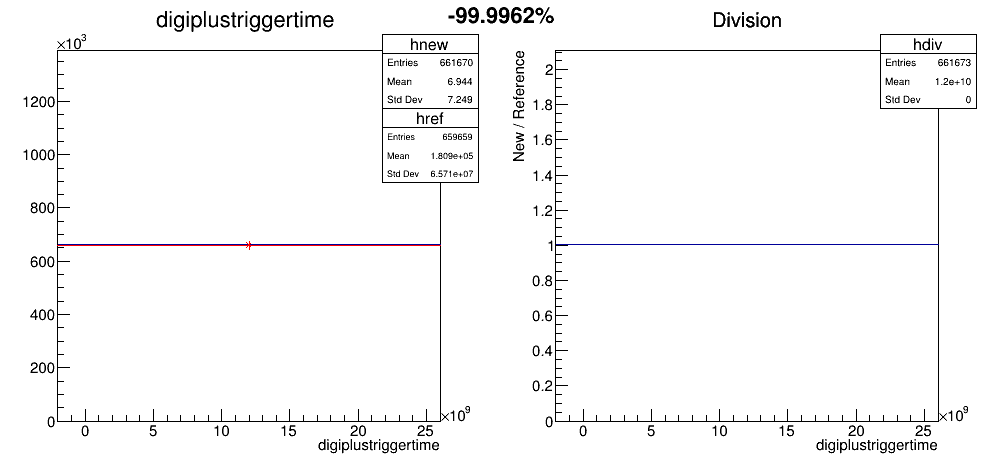 -99.9962%
digiplustriggertime
×10³
hnew
Entries 661670
Mean 6.944
Std Dev 7.249
href
Entries 659659
Mean 1.809e+05
Std Dev 6.571e+07
1200
1000
800
600
400
200
0
0 5 10 15 20 25
×10⁹
digiplustriggertime
Division
hdiv
Entries 661673
Mean 1.2e+10
Std Dev 0
New / Reference
2
1.8
1.6
1.4
1.2
1
0.8
0.6
0.4
0.2
0
0 5 10 15 20 25
×10⁹
digiplustriggertime